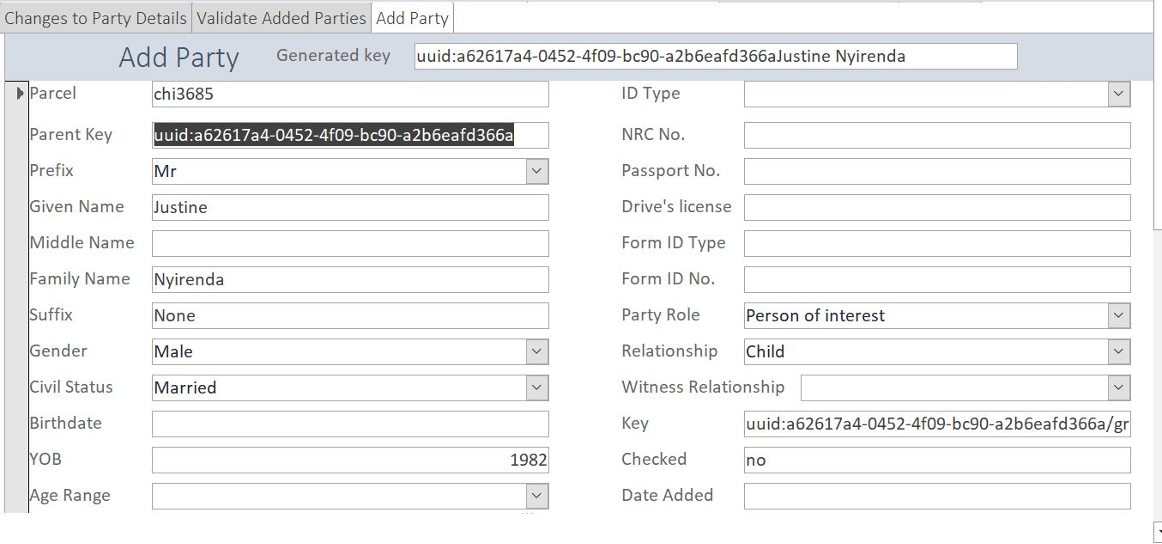 Changes to Party Details Validate Added Parties Add Party
Add Party Generated key uuid:a62617a4-0452-4f09-bc90-a2b6eafd366aJustine Nyirenda
Parcel chi3685 ID Type
Parent Key uuid:a62617a4-0452-4f09-bc90-a2b6eafd366a NRC No.
Prefix Mr Passport No.
Given Name Justine Drive's license
Middle Name Form ID Type
Family Name Nyirenda Form ID No.
Suffix None Party Role Person of interest
Gender Male Relationship Child
Civil Status Married Witness Relationship
Birthdate Key uuid:a62617a4-0452-4f09-bc90-a2b6eafd366a/gr
YOB 1982 Checked no
Age Range Date Added